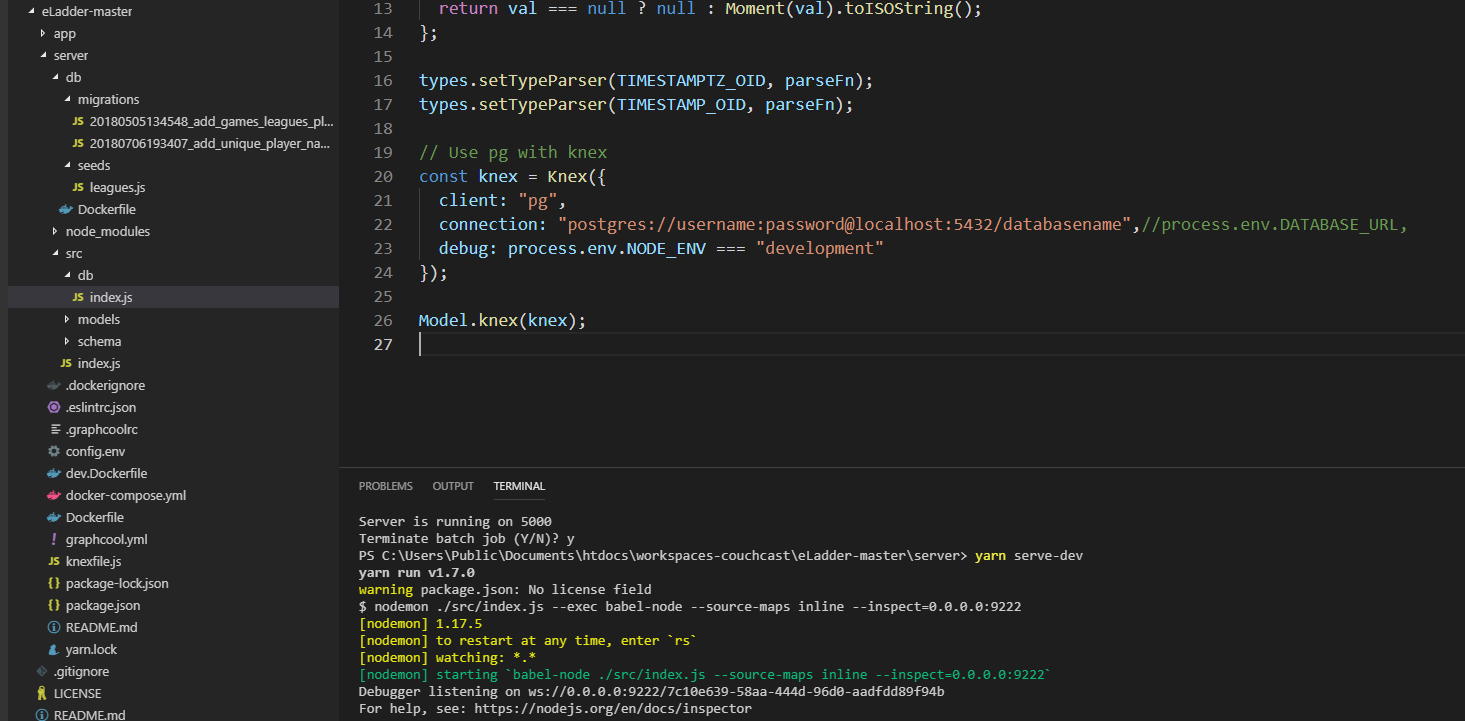 eLadder-master
app
server
db
migrations
JS 20180505134548_add_games_leagues_pl...
JS 20180706193407_add_unique_player_na...
seeds
JS leagues.js
Dockerfile
node_modules
src
db
JS index.js
models
schema
JS index.js
.dockerignore
.eslintrc.json
.graphcoolrc
config.env
dev.Dockerfile
docker-compose.yml
Dockerfile
! graphcool.yml
JS knexfile.js
{} package-lock.json
{} package.json
README.md
yarn.lock
.gitignore
LICENSE
README.md
13 return val === null ? null : Moment(val).toISOString();
14 };
15
16 types.setTypeParser(TIMESTAMPTZ_OID, parseFn);
17 types.setTypeParser(TIMESTAMP_OID, parseFn);
18
19 // Use pg with knex
20 const knex = Knex({
21 client: "pg",
22 connection: "postgres://username:password@localhost:5432/databasename",//process.env.DATABASE_URL,
23 debug: process.env.NODE_ENV === "development"
24 });
25
26 Model.knex(knex);
27
PROBLEMS OUTPUT TERMINAL
Server is running on 5000
Terminate batch job (Y/N)? y
PS C:\Users\Public\Documents\htdocs\workspaces-couchcast\eLadder-master\server> yarn serve-dev
yarn run v1.7.0
warning package.json: No license field
$ nodemon ./src/index.js --exec babel-node --source-maps inline --inspect=0.0.0.0:9222
[nodemon] 1.17.5
[nodemon] to restart at any time, enter `rs`
[nodemon] watching: *.*
[nodemon] starting `babel-node ./src/index.js --source-maps inline --inspect=0.0.0.0:9222`
Debugger listening on ws://0.0.0.0:9222/7c10e639-58aa-444d-96d0-aadfdd89f94b
For help, see: https://nodejs.org/en/docs/inspector